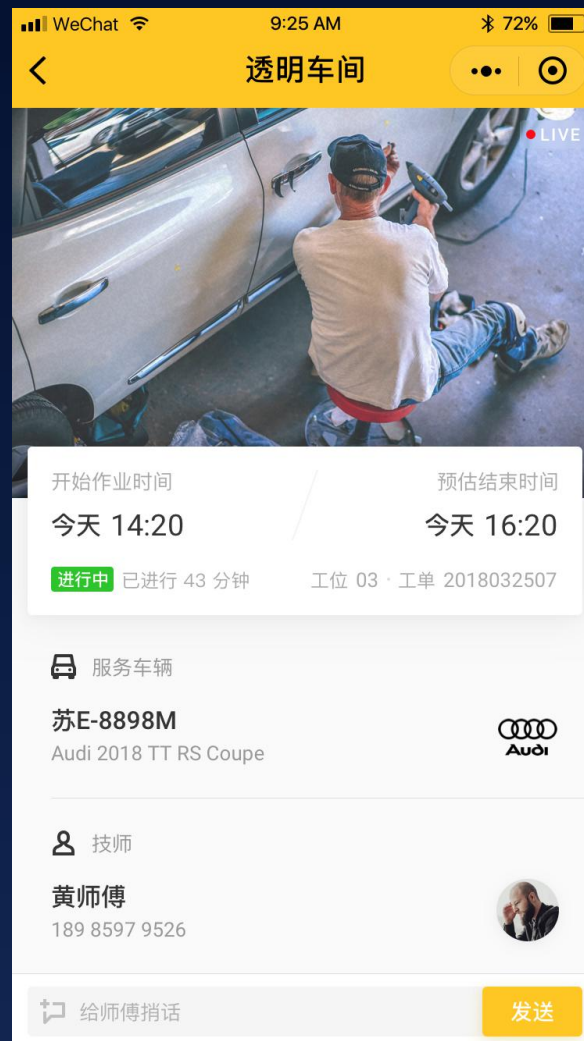 WeChat 9:25 AM 72%
透明车间
LIVE
开始作业时间 预估结束时间
今天 14:20 今天 16:20
进行中 已进行 43 分钟 工位 03 · 工单 2018032507
服务车辆
苏E-8898M
Audi 2018 TT RS Coupe
Audi
技师
黄师傅
189 8597 9526
给师傅捎话 发送